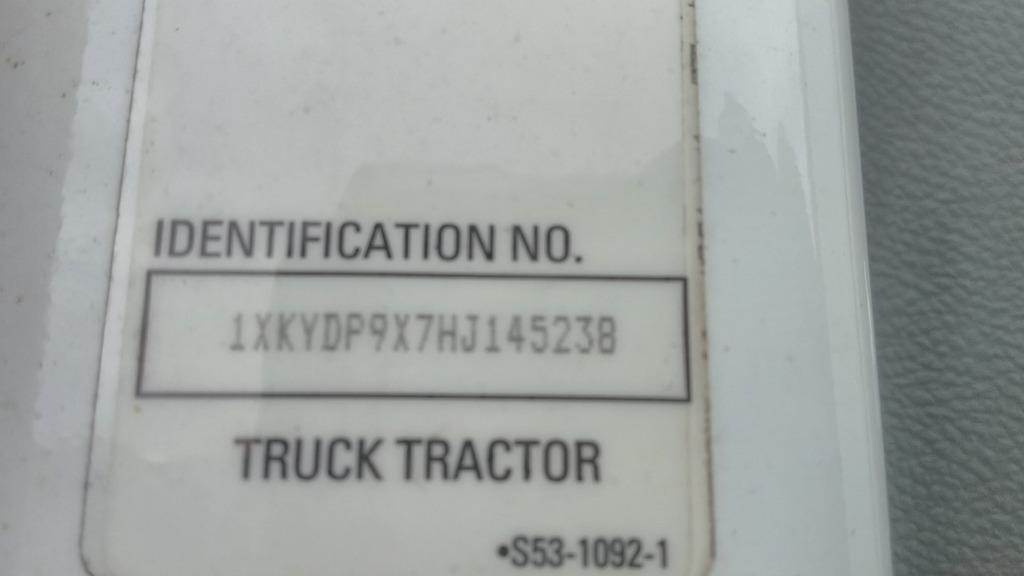 IDENTIFICATION NO.
1XKYDP9X7HJ145238
TRUCK TRACTOR
•S53-1092-1